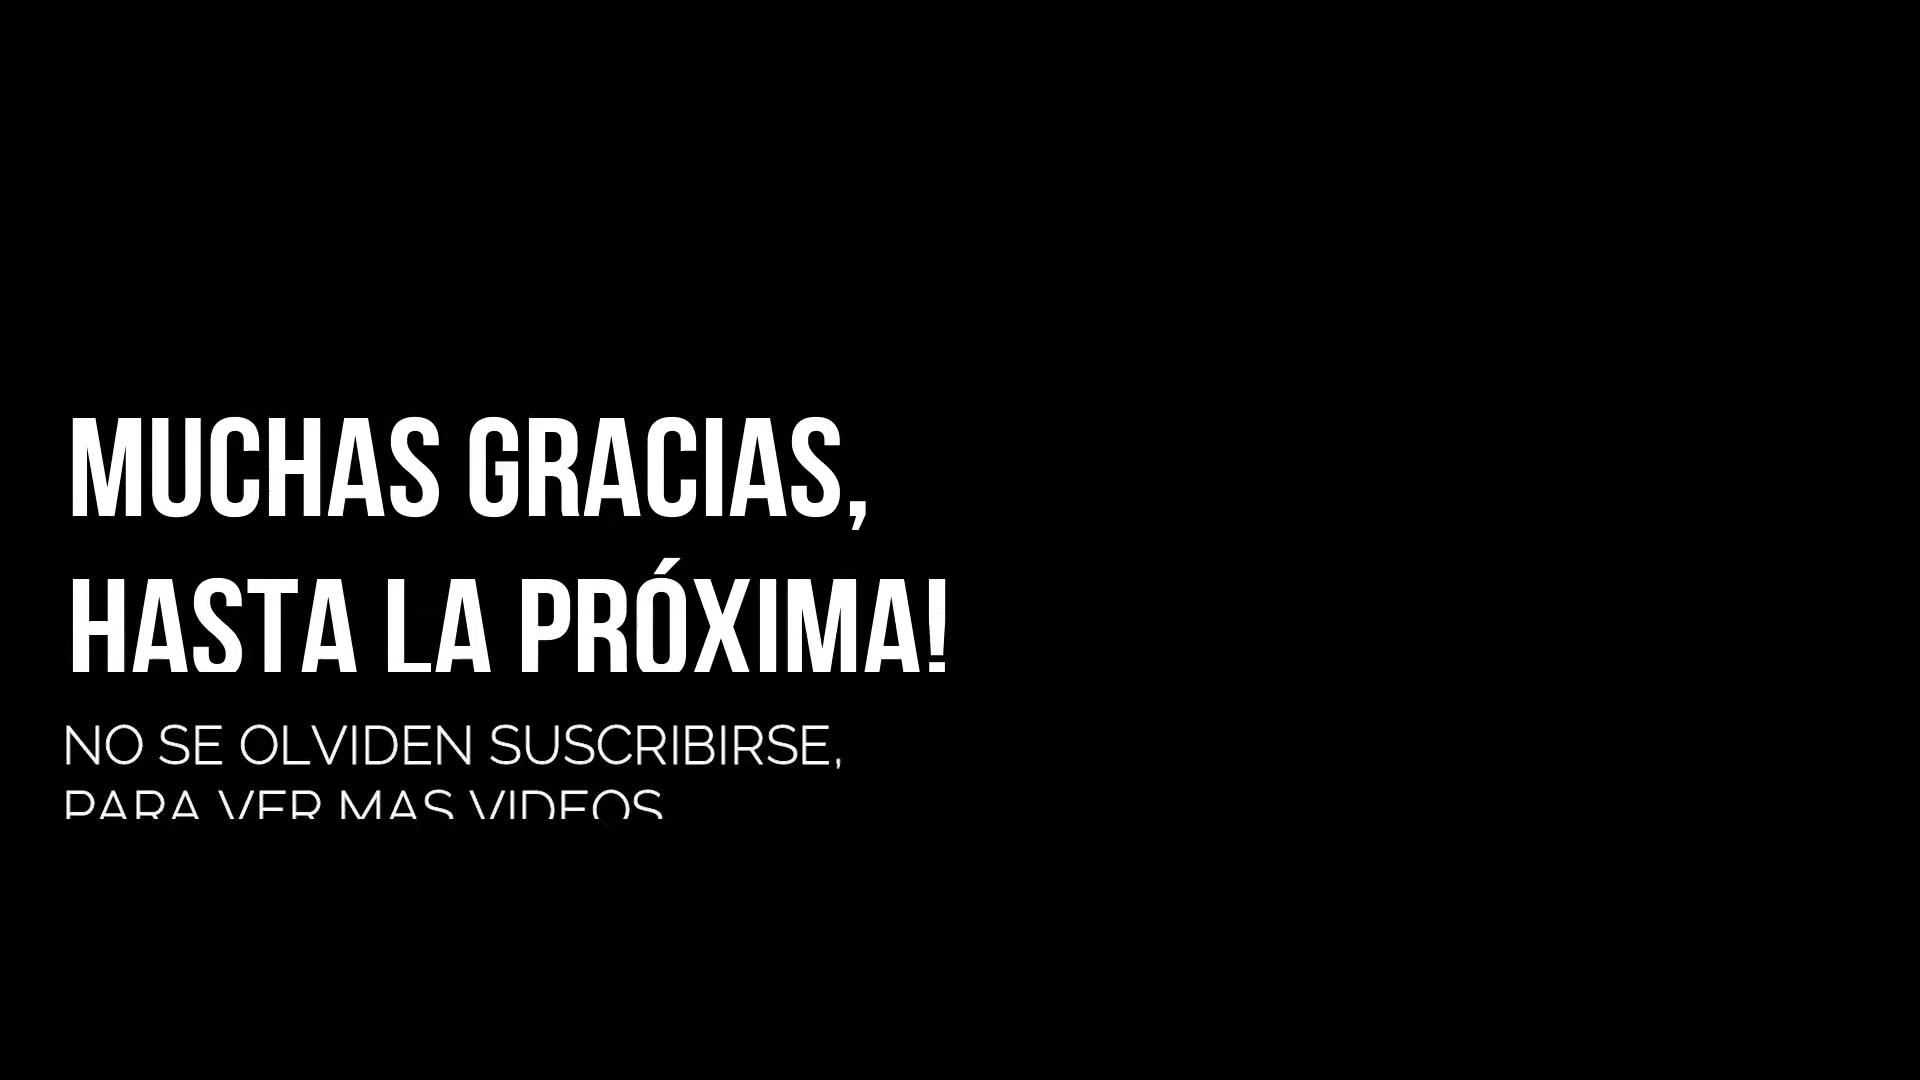 MUCHAS GRACIAS,
HASTA LA PRÓXIMA!
NO SE OLVIDEN SUSCRIBIRSE,
PARA VER MAS VIDEOS